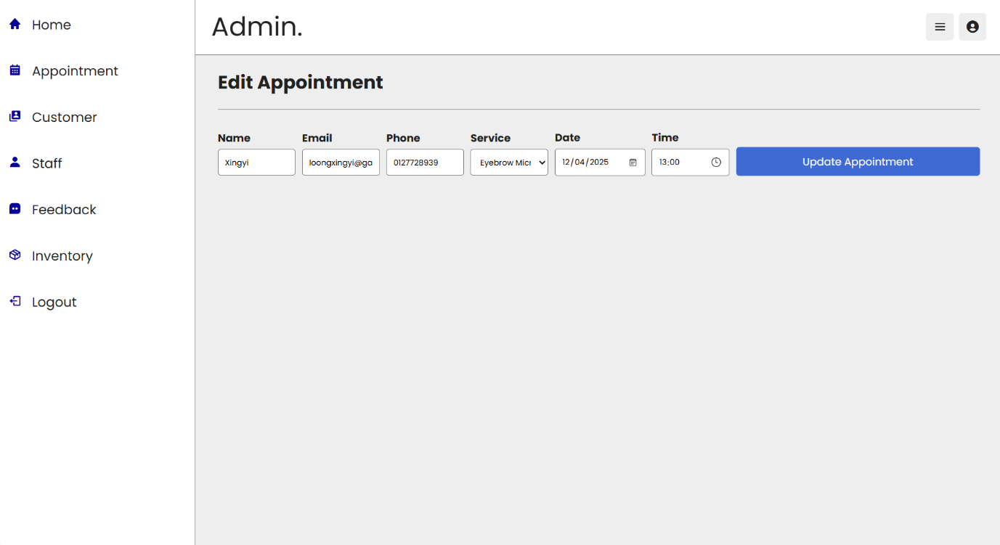 Home
Appointment
Customer
Staff
Feedback
Inventory
Logout
Admin.
Edit Appointment
Name Email Phone Service Date Time
Xingyi loongxingyi@ga 0127728939 Eyebrow Micr 12/04/2025 13:00 Update Appointment